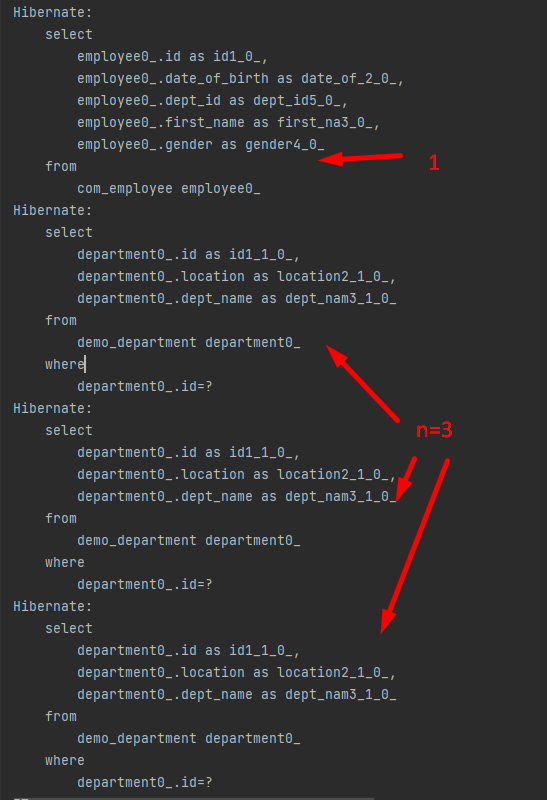 Hibernate:
    select
        employee0_.id as id1_0_,
        employee0_.date_of_birth as date_of_2_0_,
        employee0_.dept_id as dept_id5_0_,
        employee0_.first_name as first_na3_0_,
        employee0_.gender as gender4_0_
1
    from
        com_employee employee0_
Hibernate:
    select
        department0_.id as id1_1_0_,
        department0_.location as location2_1_0_,
        department0_.dept_name as dept_nam3_1_0_
    from
        demo_department department0_
    where
        department0_.id=?
Hibernate:
    select
n=3
        department0_.id as id1_1_0_,
        department0_.location as location2_1_0_,
        department0_.dept_name as dept_nam3_1_0_
    from
        demo_department department0_
    where
        department0_.id=?
Hibernate:
    select
        department0_.id as id1_1_0_,
        department0_.location as location2_1_0_,
        department0_.dept_name as dept_nam3_1_0_
    from
        demo_department department0_
    where
        department0_.id=?